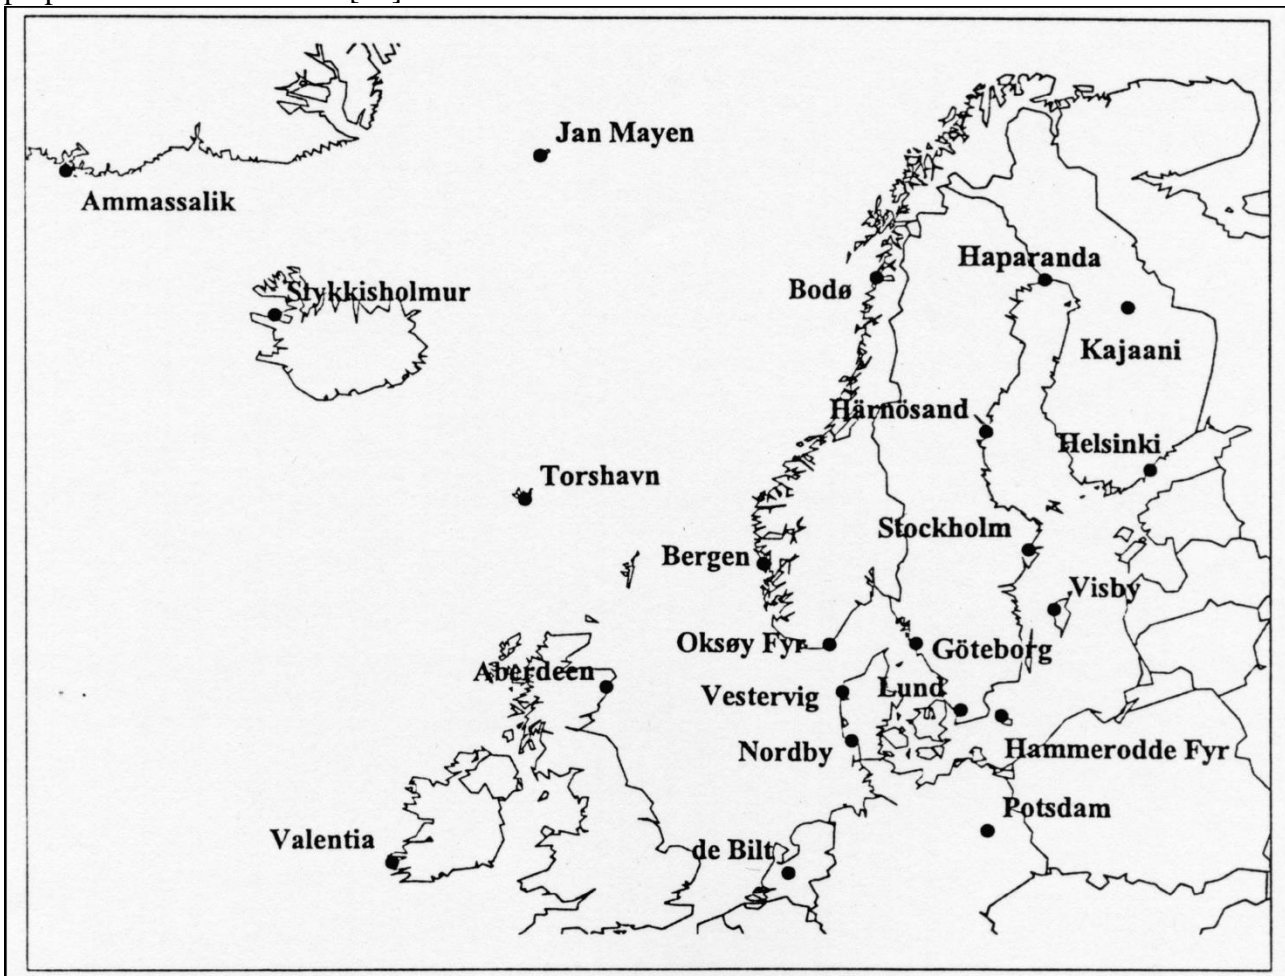 Jan Mayen
Ammassalik
Haparanda
Bodø
Stykkisholmur
Kajaani
Härnösand
Helsinki
Torshavn
Stockholm
Bergen
Visby
Oksøy Fyr
Göteborg
Aberdeen
Vestervig
Lund
Nordby
Hammerodde Fyr
Potsdam
Valentia
de Bilt